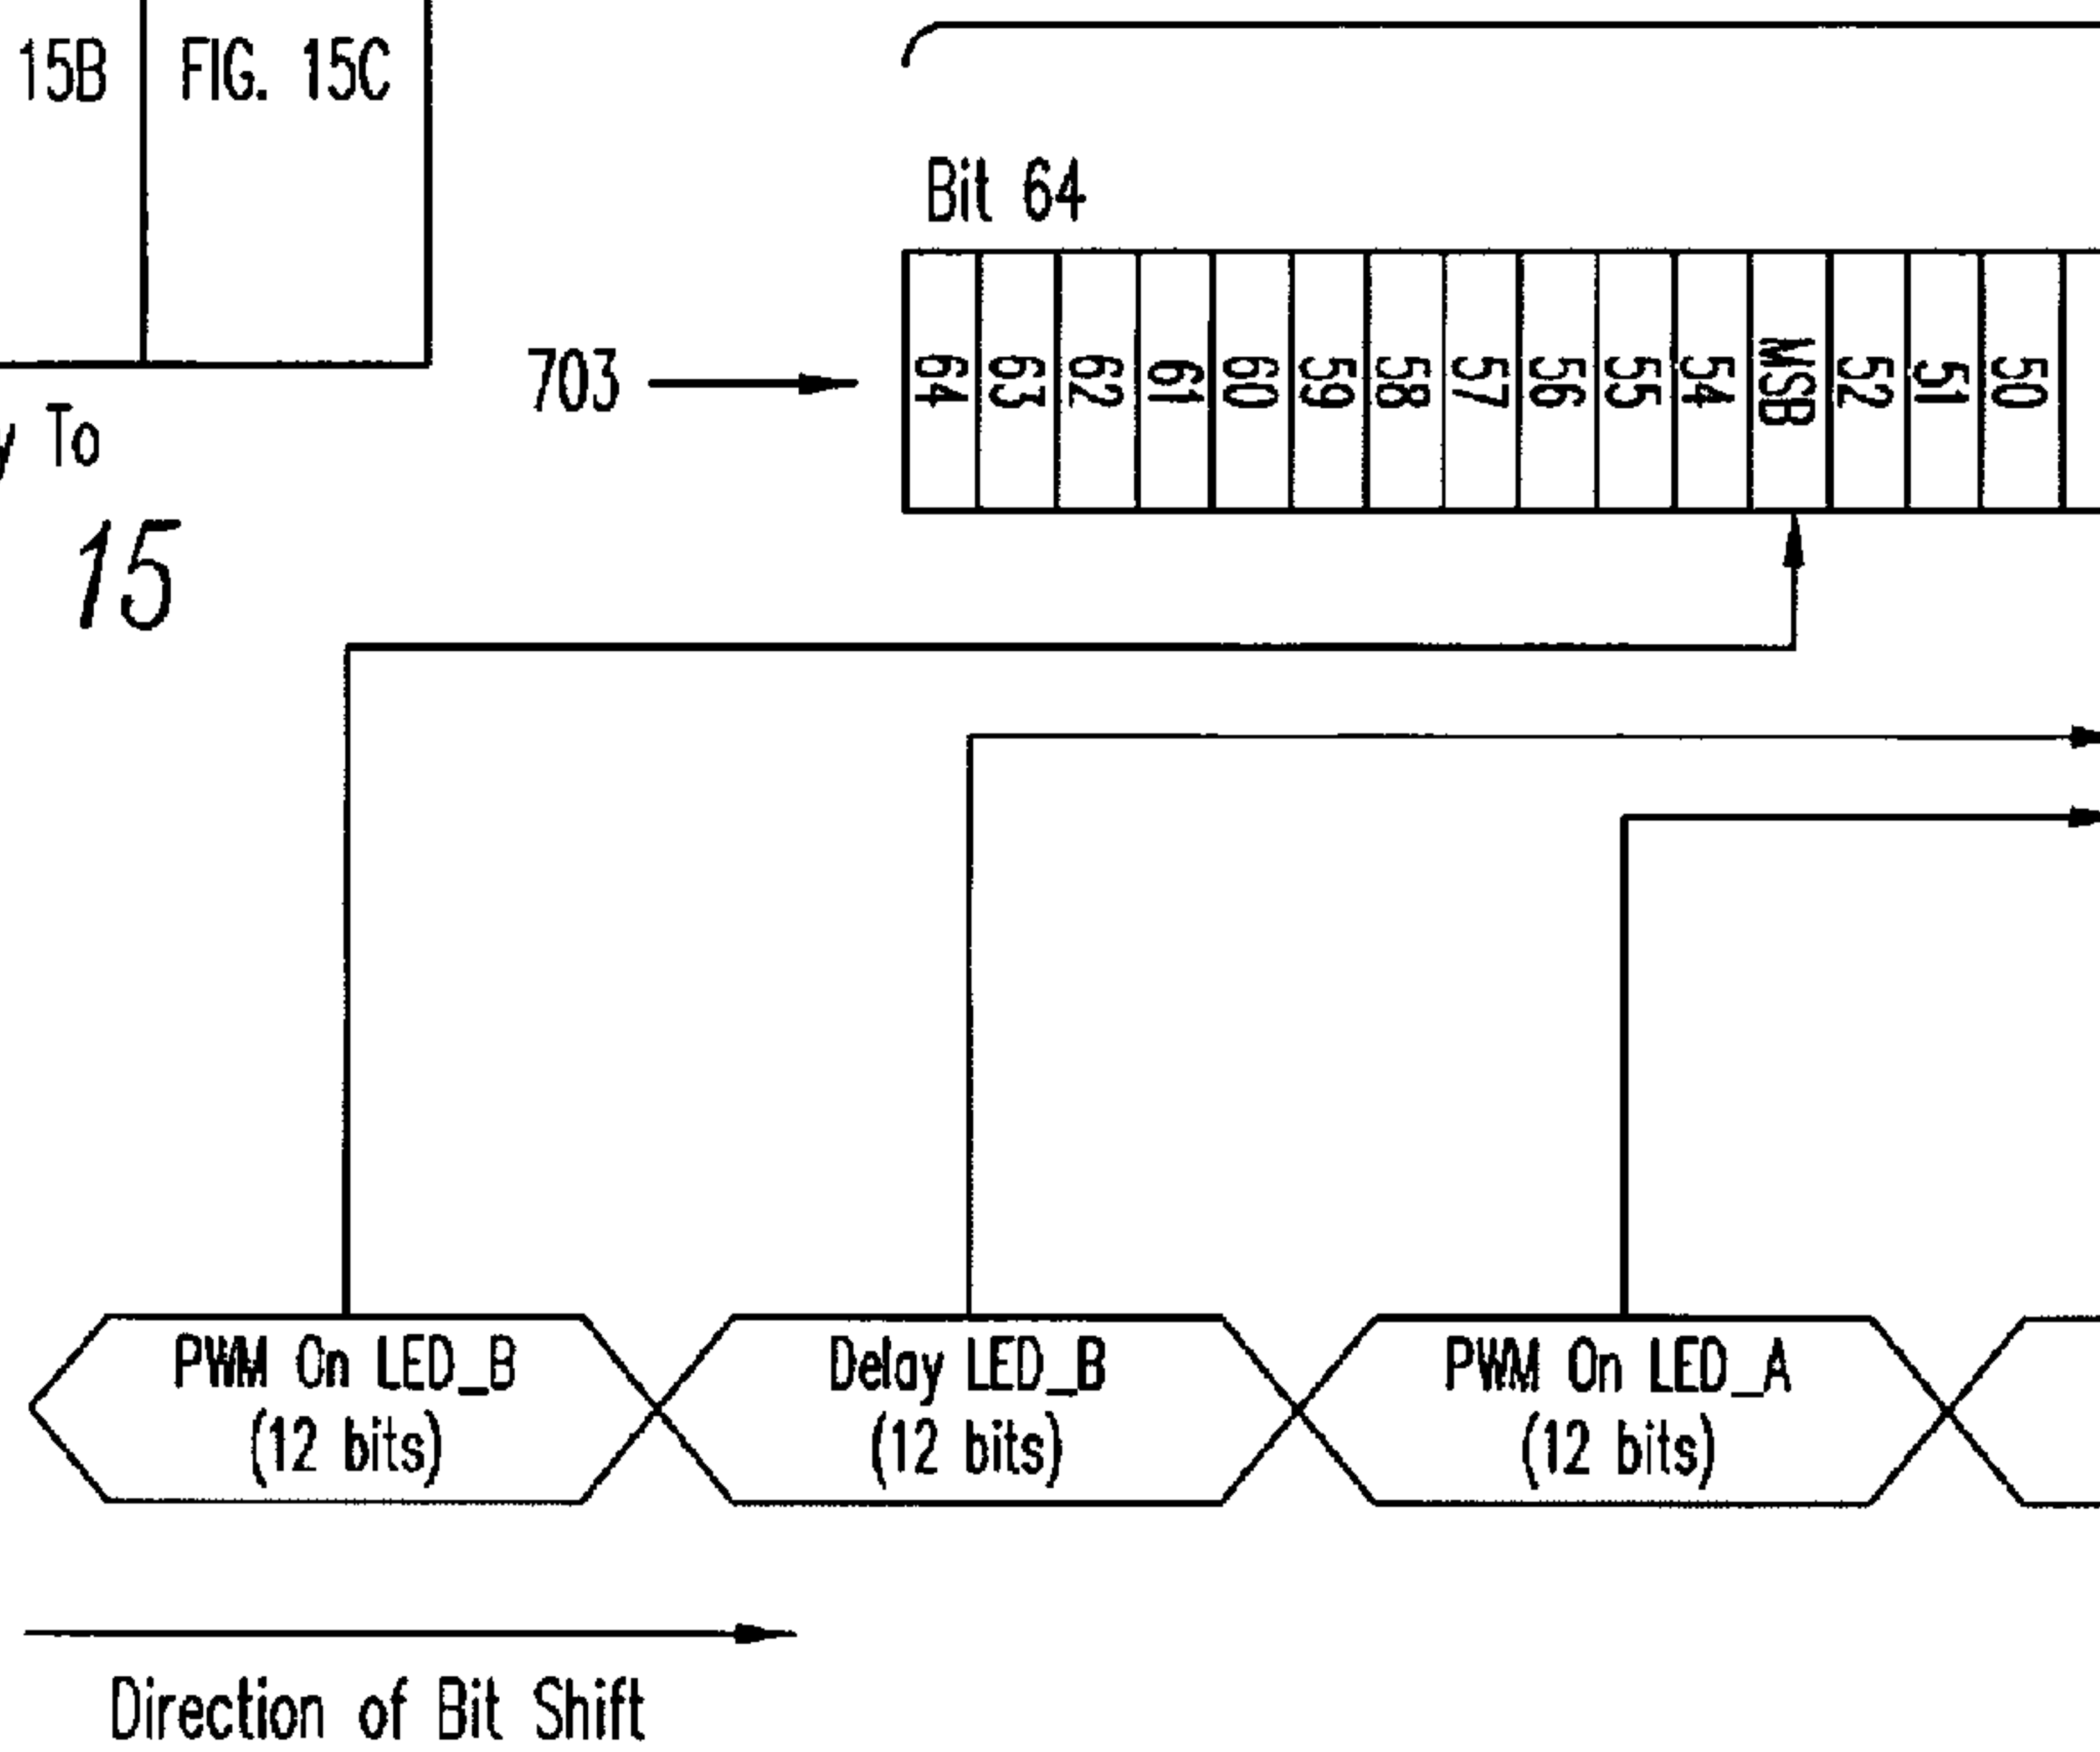 15B
FIG. 15C
Bit 64
703
64 63 62 61 60 59 58 57 56 55 54 MSB 52 51 50
y To
15
PWM On LED_B
(12 bits)
Delay LED_B
(12 bits)
PWM On LED_A
(12 bits)
Direction of Bit Shift